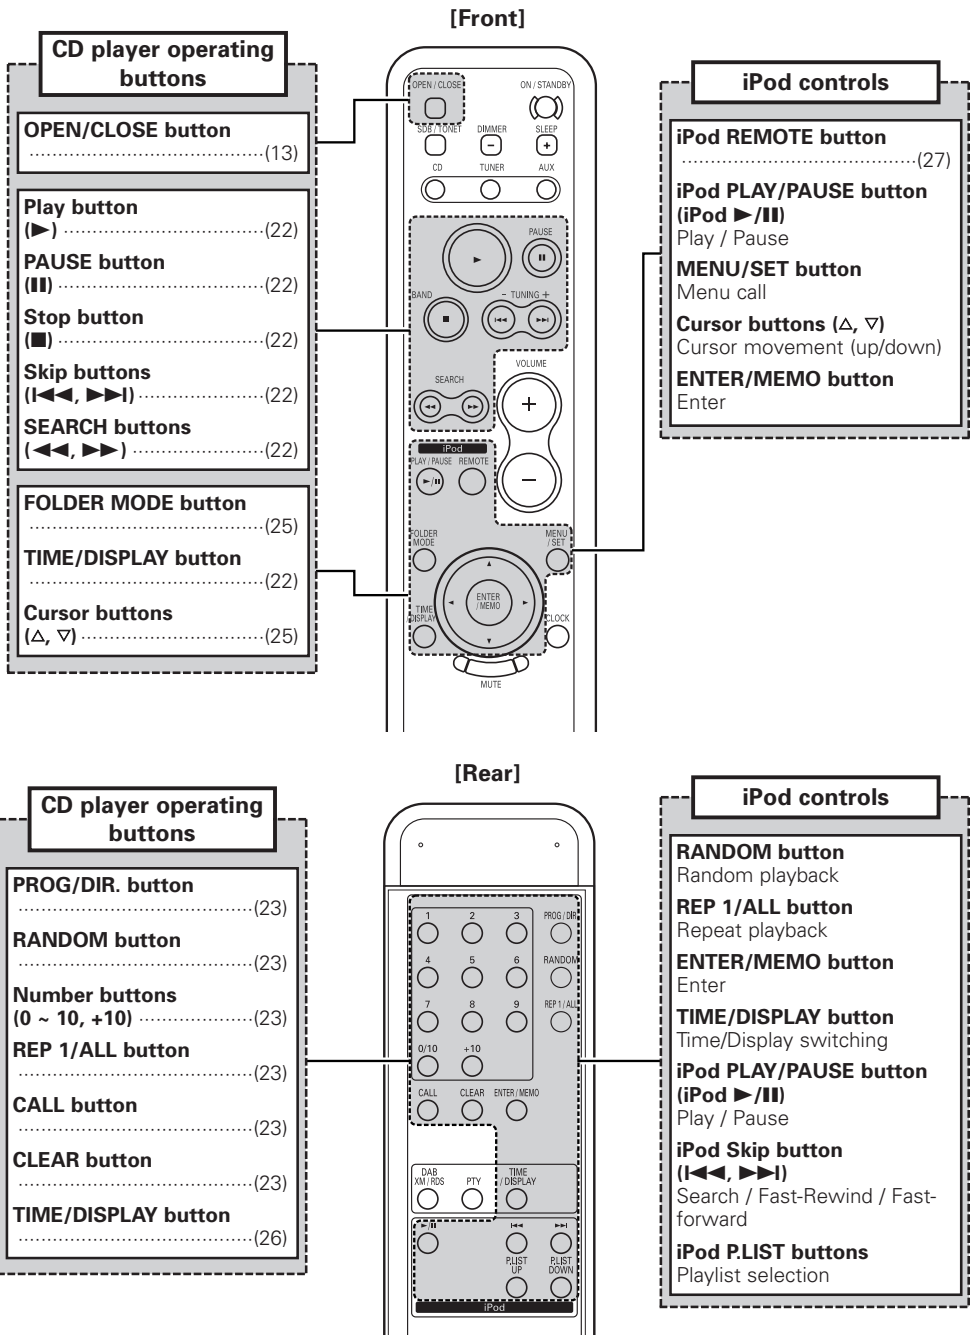 [Front]
CD player operating
buttons
OPEN/CLOSE button
(13)
Play button
(►) (22)
PAUSE button
(❚❚) (22)
Stop button
(■) (22)
Skip buttons
(I◄◄, ►►I) (22)
SEARCH buttons
(◄◄, ►►) (22)
FOLDER MODE button
(25)
TIME/DISPLAY button
(22)
Cursor buttons
(△, ▽) (25)
OPEN / CLOSE
ON / STANDBY
SDB / TONE
DIMMER
SLEEP
− +
CD
TUNER
AUX
PAUSE
► ❚❚
BAND
− TUNING +
■ I◄◄ ►►I
SEARCH
◄◄ ►►
VOLUME
+
−
iPod
PLAY / PAUSE
REMOTE
►/❚❚
FOLDER
MODE
MENU
/ SET
ENTER
/ MEMO
TIME
/DISPLAY
CLOCK
MUTE
iPod controls
iPod REMOTE button
(27)
iPod PLAY/PAUSE button
(iPod ►/❚❚)
Play / Pause
MENU/SET button
Menu call
Cursor buttons (△, ▽)
Cursor movement (up/down)
ENTER/MEMO button
Enter
[Rear]
CD player operating
buttons
PROG/DIR. button
(23)
RANDOM button
(23)
Number buttons
(0 ~ 10, +10) (23)
REP 1/ALL button
(23)
CALL button
(23)
CLEAR button
(23)
TIME/DISPLAY button
(26)
1 2 3 PROG / DIR
4 5 6 RANDOM
7 8 9 REP 1 / ALL
0/10 +10
CALL CLEAR ENTER / MEMO
DAB
XM / RDS
PTY
TIME
/ DISPLAY
►/❚❚ I◄◄ ►►I
P.LIST
UP
P.LIST
DOWN
iPod
iPod controls
RANDOM button
Random playback
REP 1/ALL button
Repeat playback
ENTER/MEMO button
Enter
TIME/DISPLAY button
Time/Display switching
iPod PLAY/PAUSE button
(iPod ►/❚❚)
Play / Pause
iPod Skip button
(I◄◄, ►►I)
Search / Fast-Rewind / Fast-
forward
iPod P.LIST buttons
Playlist selection